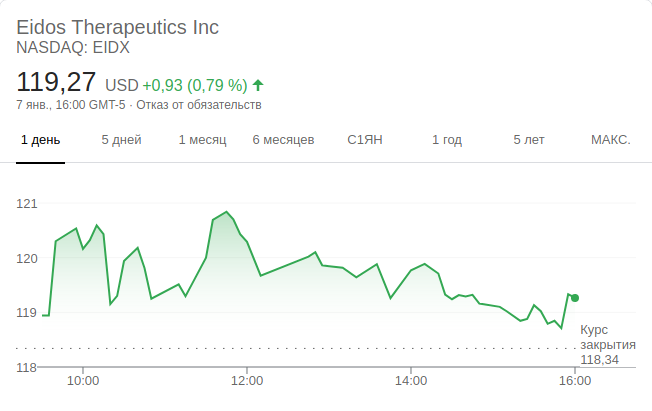 Eidos Therapeutics Inc
NASDAQ: EIDX
119,27 USD +0,93 (0,79 %)
7 янв., 16:00 GMT-5 · Отказ от обязательств
1 день 5 дней 1 месяц 6 месяцев С1ЯН 1 год 5 лет МАКС.
121
120
119
118
Курс
закрытия
118,34
10:00 12:00 14:00 16:00